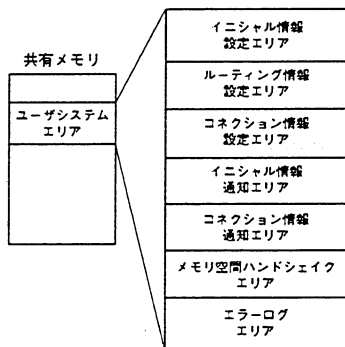 共有メモリ
ユーザシステム
エリア
イニシャル情報
設定エリア
ルーティング情報
設定エリア
コネクション情報
設定エリア
イニシャル情報
通知エリア
コネクション情報
通知エリア
メモリ空間ハンドシェイク
エリア
エラーログ
エリア